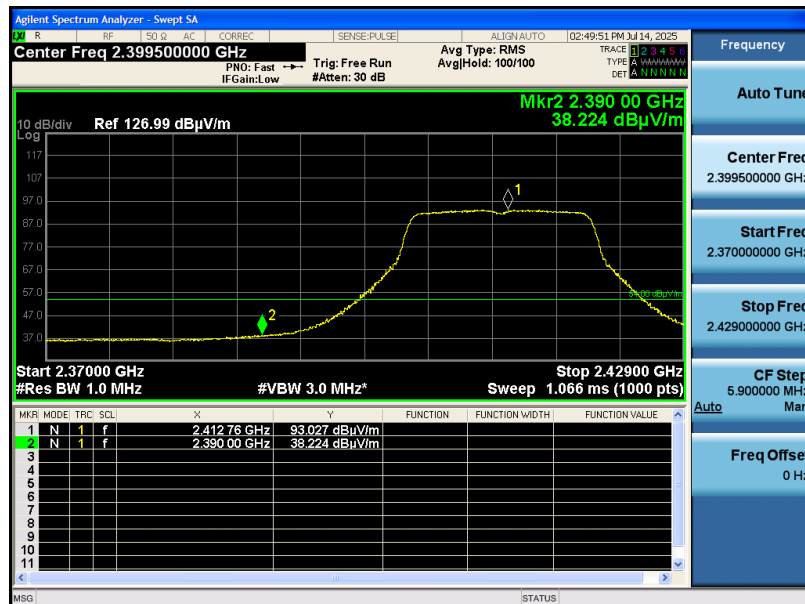 Agilent Spectrum Analyzer - Swept SA
LXI R RF 50 Ω AC CORREC SENSE:PULSE ALIGN AUTO 02:49:51 PM Jul 14, 2025
Center Freq 2.399500000 GHz
PNO: Fast
IFGain:Low
Trig: Free Run
#Atten: 30 dB
Avg Type: RMS
Avg|Hold: 100/100
TRACE 1 2 3 4 5 6
TYPE A WWWWW
DET A N N N N N
Mkr2 2.390 00 GHz
38.224 dBµV/m
10 dB/div Ref 126.99 dBµV/m
Log
117
107
97.0
87.0
77.0
67.0
57.0
47.0
37.0
1
2
54.00 dBµV/m
Start 2.37000 GHz Stop 2.42900 GHz
#Res BW 1.0 MHz #VBW 3.0 MHz* Sweep 1.066 ms (1000 pts)
MKR MODE TRC SCL X Y FUNCTION FUNCTION WIDTH FUNCTION VALUE
1 N 1 f 2.412 76 GHz 93.027 dBµV/m
2 N 1 f 2.390 00 GHz 38.224 dBµV/m
3
4
5
6
7
8
9
10
11
MSG STATUS
Frequency
Auto Tune
Center Freq
2.399500000 GHz
Start Freq
2.370000000 GHz
Stop Freq
2.429000000 GHz
CF Step
5.900000 MHz
Auto Man
Freq Offset
0 Hz